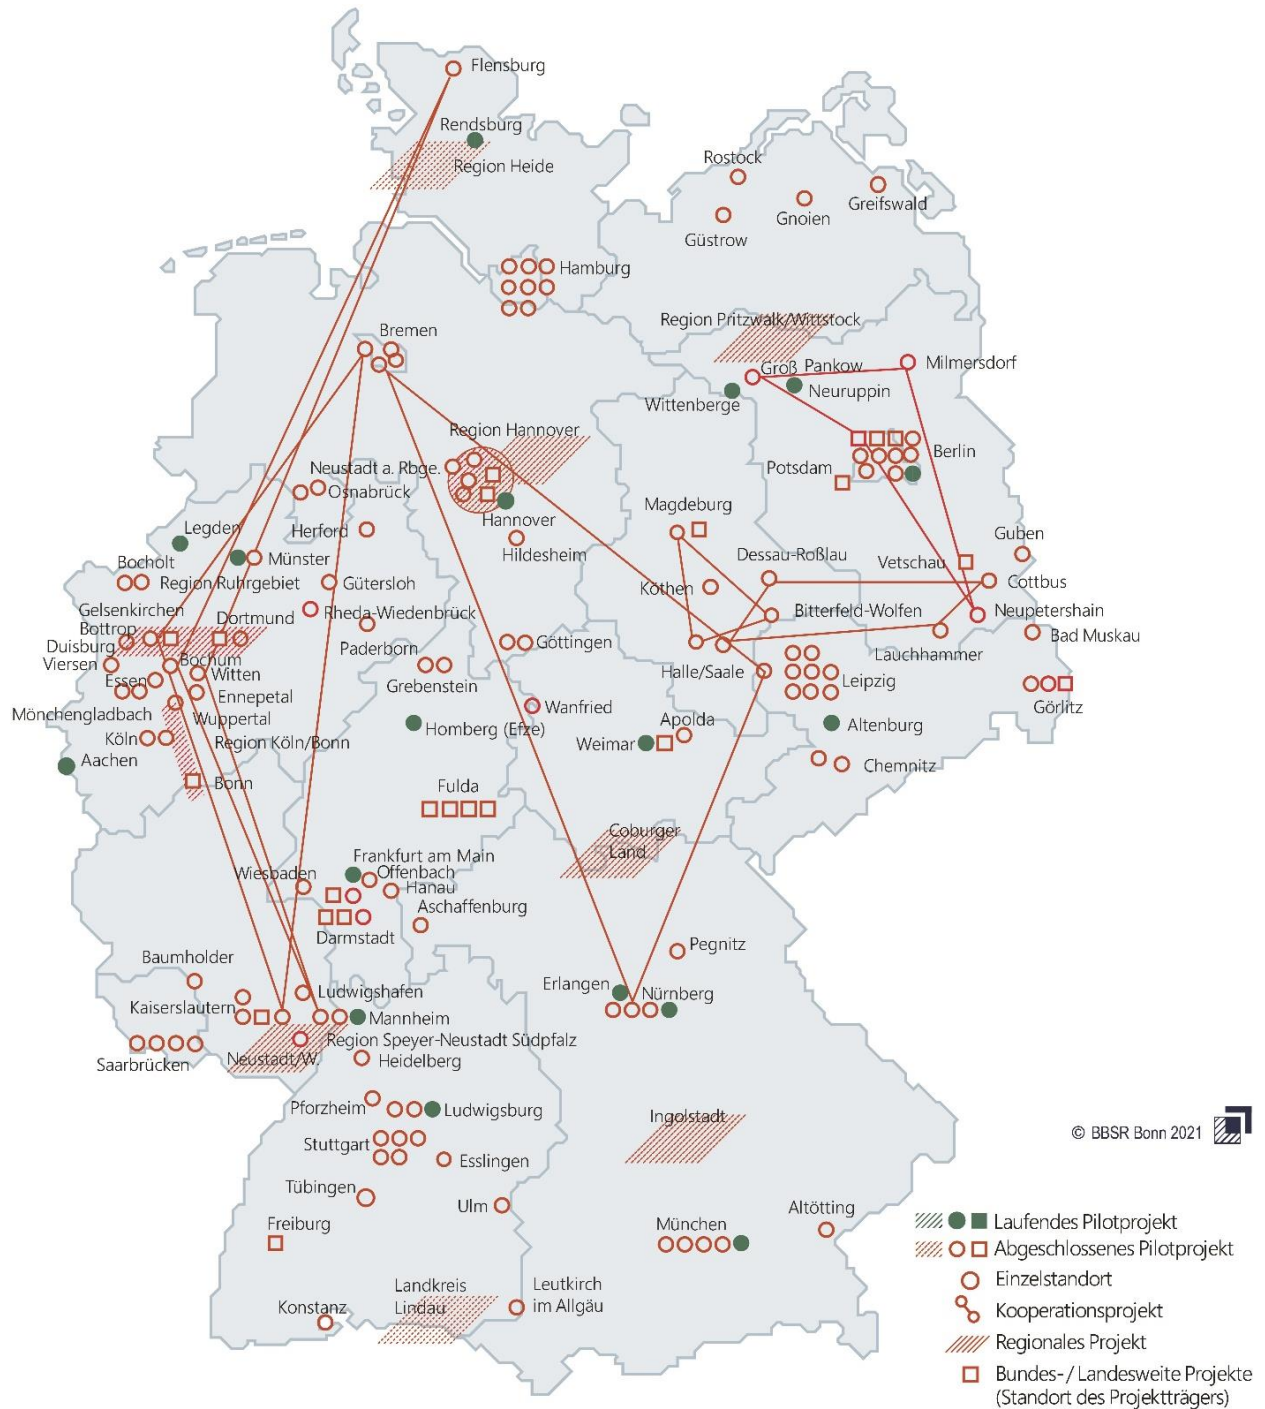 Flensburg
Rendsburg
Region Heide
Rostock
Greifswald
Gnoien
Güstrow
Hamburg
Region Pritzwalk/Wittstock
Bremen
Groß Pankow
Milmersdorf
Neuruppin
Wittenberge
Region Hannover
Berlin
Neustadt a. Rbge.
Potsdam
Osnabrück
Magdeburg
Hannover
Legden
Herford
Guben
Hildesheim
Dessau-Roßlau
Münster
Vetschau
Bocholt
Region Ruhrgebiet
Gütersloh
Köthen
Cottbus
Gelsenkirchen
Dortmund
Rheda-Wiedenbrück
Bitterfeld-Wolfen
Neupetershain
Bottrop
Bad Muskau
Duisburg
Paderborn
Göttingen
Lauchhammer
Viersen
Bochum
Witten
Halle/Saale
Essen
Grebenstein
Leipzig
Ennepetal
Görlitz
Mönchengladbach
Wuppertal
Wanfried
Apolda
Köln
Region Köln/Bonn
Homberg (Efze)
Weimar
Altenburg
Aachen
Chemnitz
Bonn
Fulda
Coburger
Land
Frankfurt am Main
Wiesbaden
Offenbach
Hanau
Aschaffenburg
Darmstadt
Pegnitz
Baumholder
Erlangen
Nürnberg
Ludwigshafen
Kaiserslautern
Mannheim
Region Speyer-Neustadt Südpfalz
Saarbrücken
Neustadt/W.
Heidelberg
Pforzheim
Ludwigsburg
Ingolstadt
Stuttgart
Esslingen
Tübingen
Ulm
Freiburg
München
Altötting
Landkreis
Lindau
Leutkirch
im Allgäu
Konstanz
© BBSR Bonn 2021
Laufendes Pilotprojekt
Abgeschlossenes Pilotprojekt
Einzelstandort
Kooperationsprojekt
Regionales Projekt
Bundes-/ Landesweite Projekte
(Standort des Projektträgers)